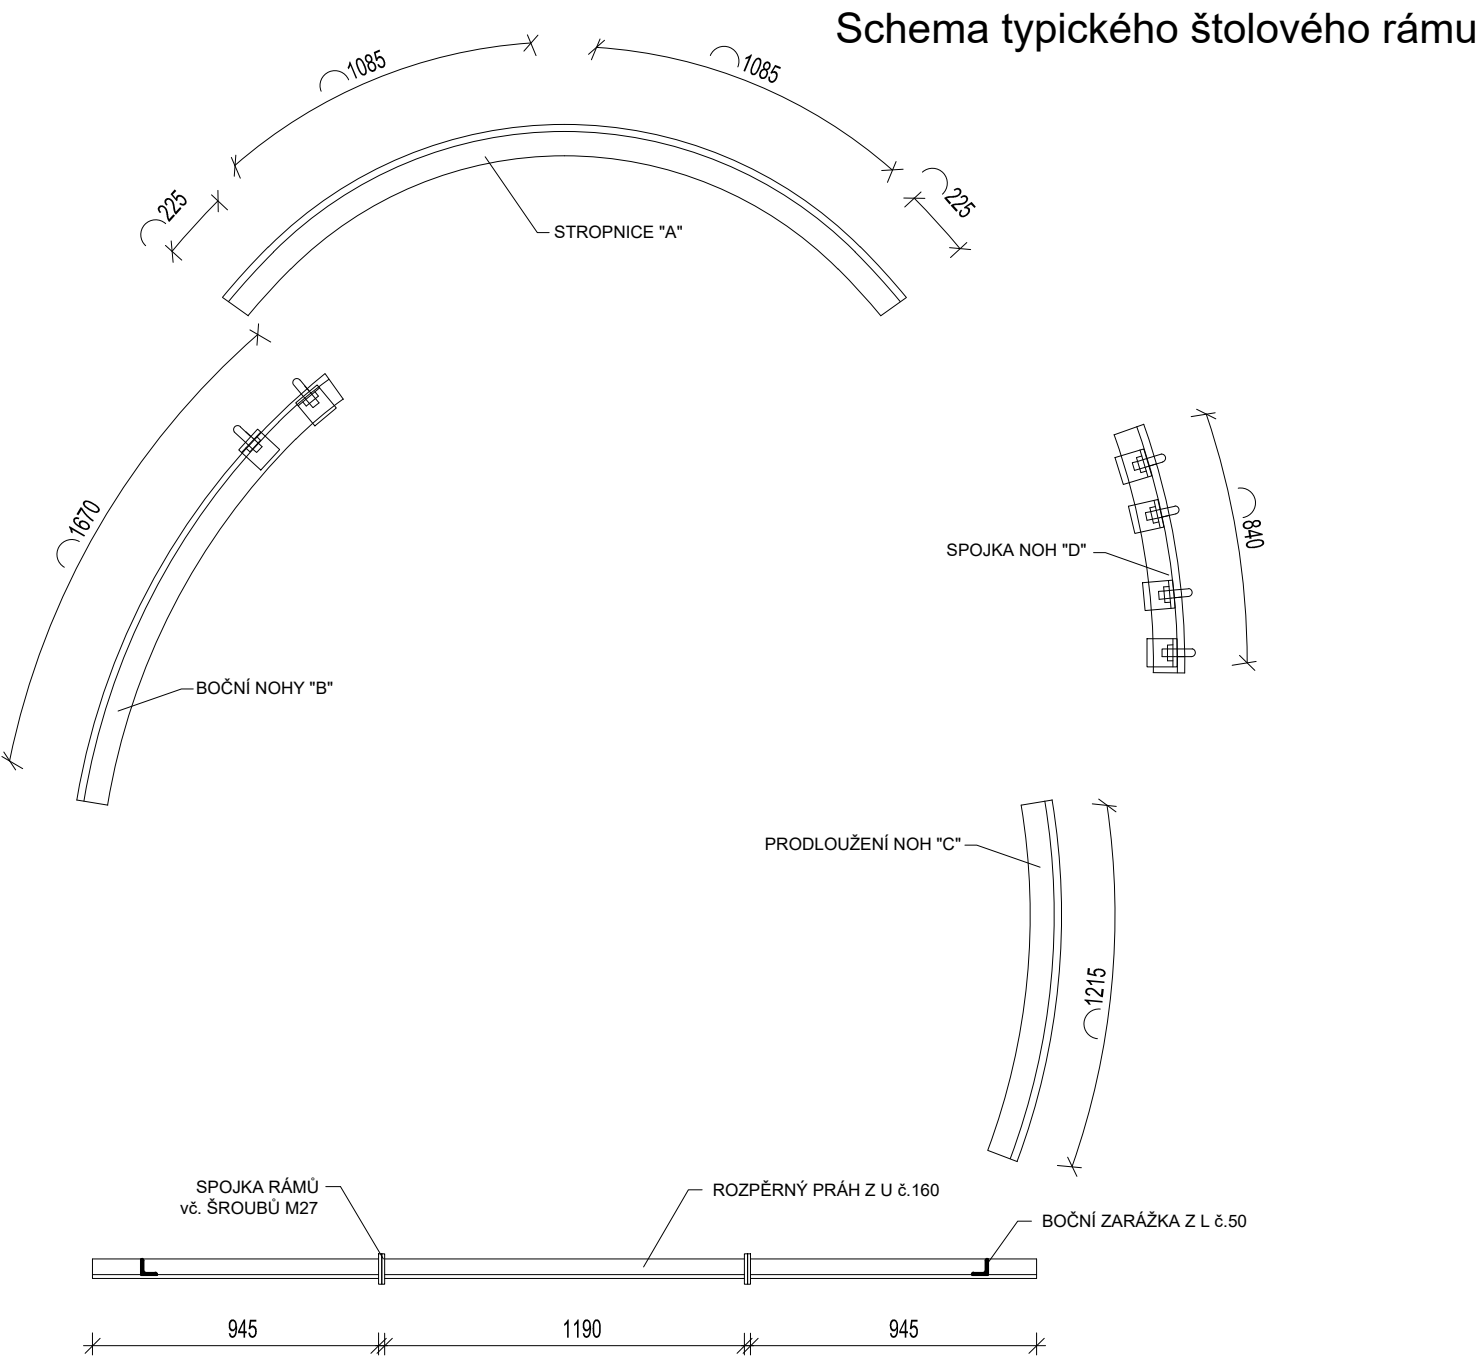 Schema typického štolového rámu
1085
1085
225
225
STROPNICE "A"
1670
840
SPOJKA NOH "D"
BOČNÍ NOHY "B"
PRODLOUŽENÍ NOH "C"
1215
SPOJKA RÁMŮ
vč. ŠROUBŮ M27
ROZPĚRNÝ PRÁH Z U č.160
BOČNÍ ZARÁŽKA Z L č.50
945
1190
945